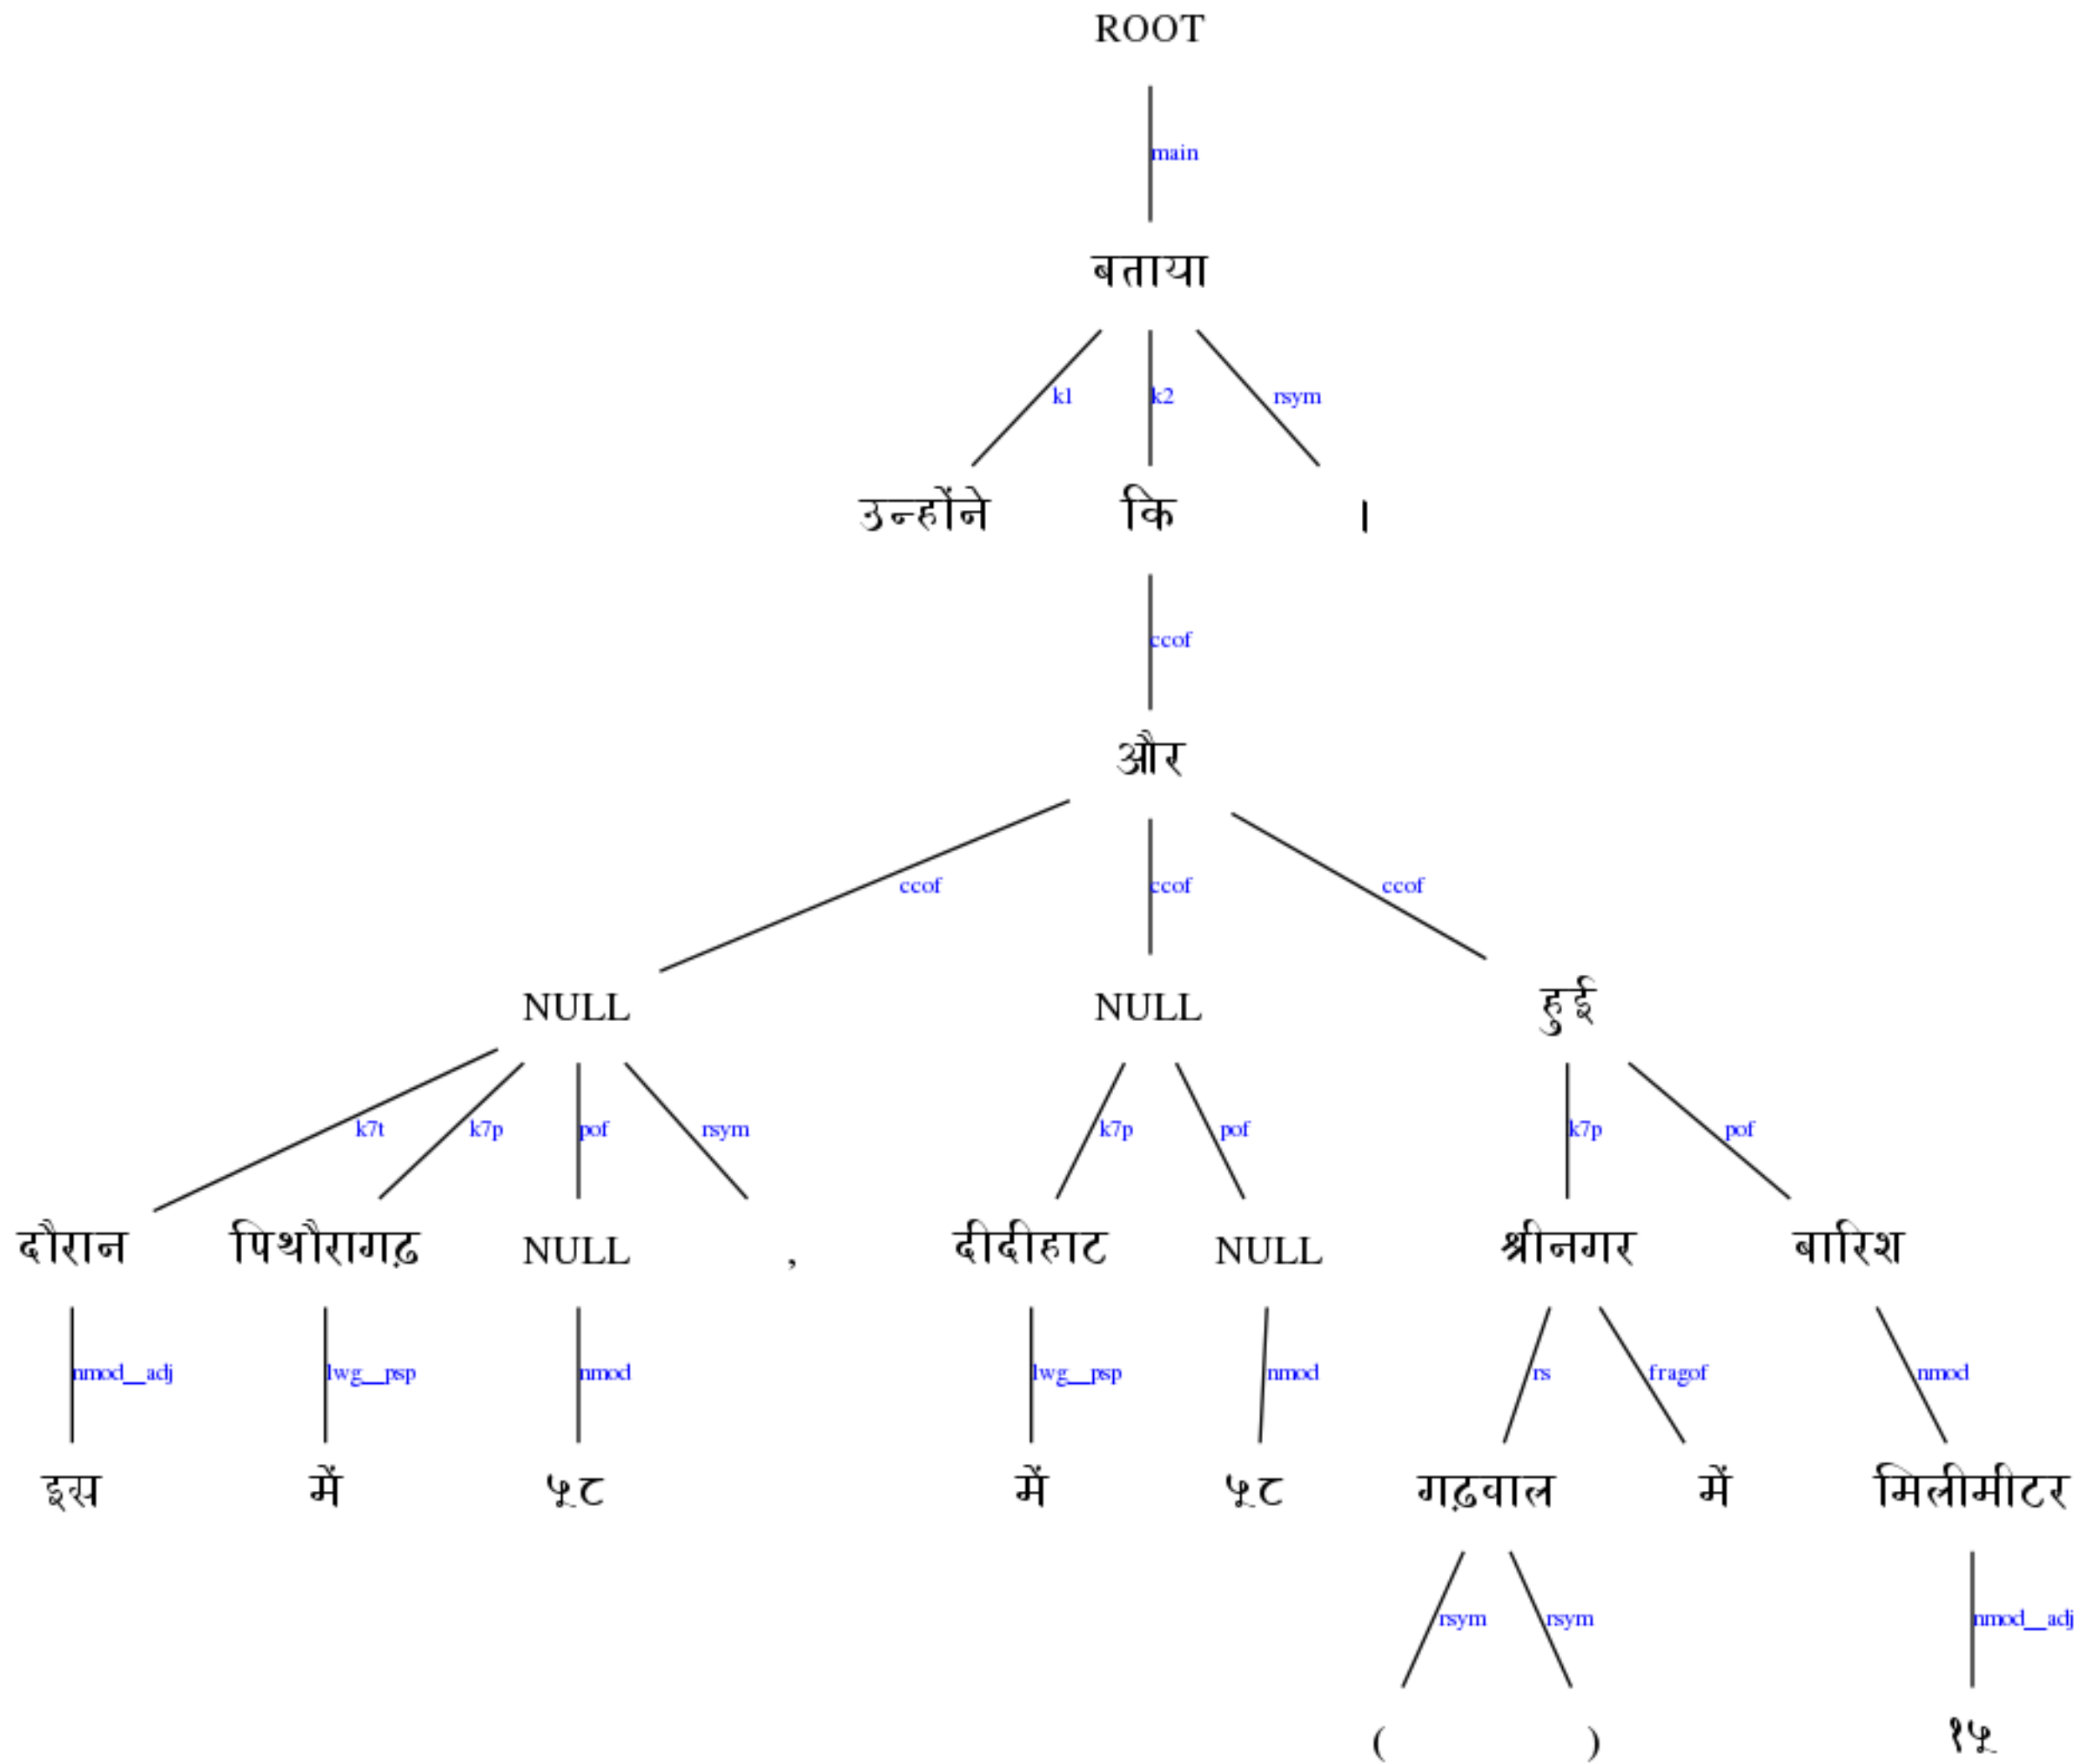 ROOT
main
बताया
k1 k2 rsym
उन्होंने कि ।
ccof
और
ccof ccof ccof
NULL NULL हुई
k7t k7p pof rsym k7p pof k7p pof
दौरान पिथौरागढ़ NULL , दीदीहाट NULL श्रीनगर बारिश
nmod__adj lwg__psp nmod lwg__psp nmod rs fragof nmod
इस में ५८ में ५८ गढ़वाल में मिलीमीटर
rsym rsym nmod__adj
( ) १५